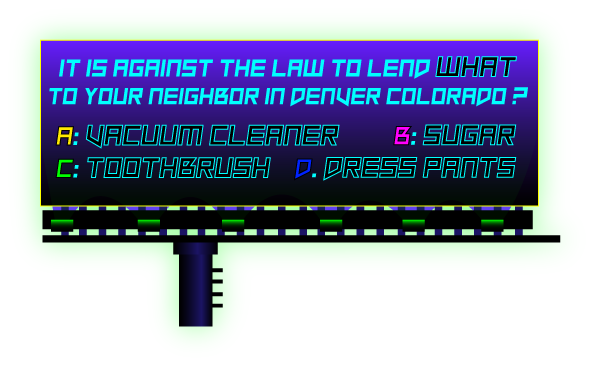 IT IS AGAINST THE LAW TO LEND WHAT
TO YOUR NEIGHBOR IN DENVER COLORADO ?
A: VACUUM CLEANER B: SUGAR
C: TOOTHBRUSH D. DRESS PANTS